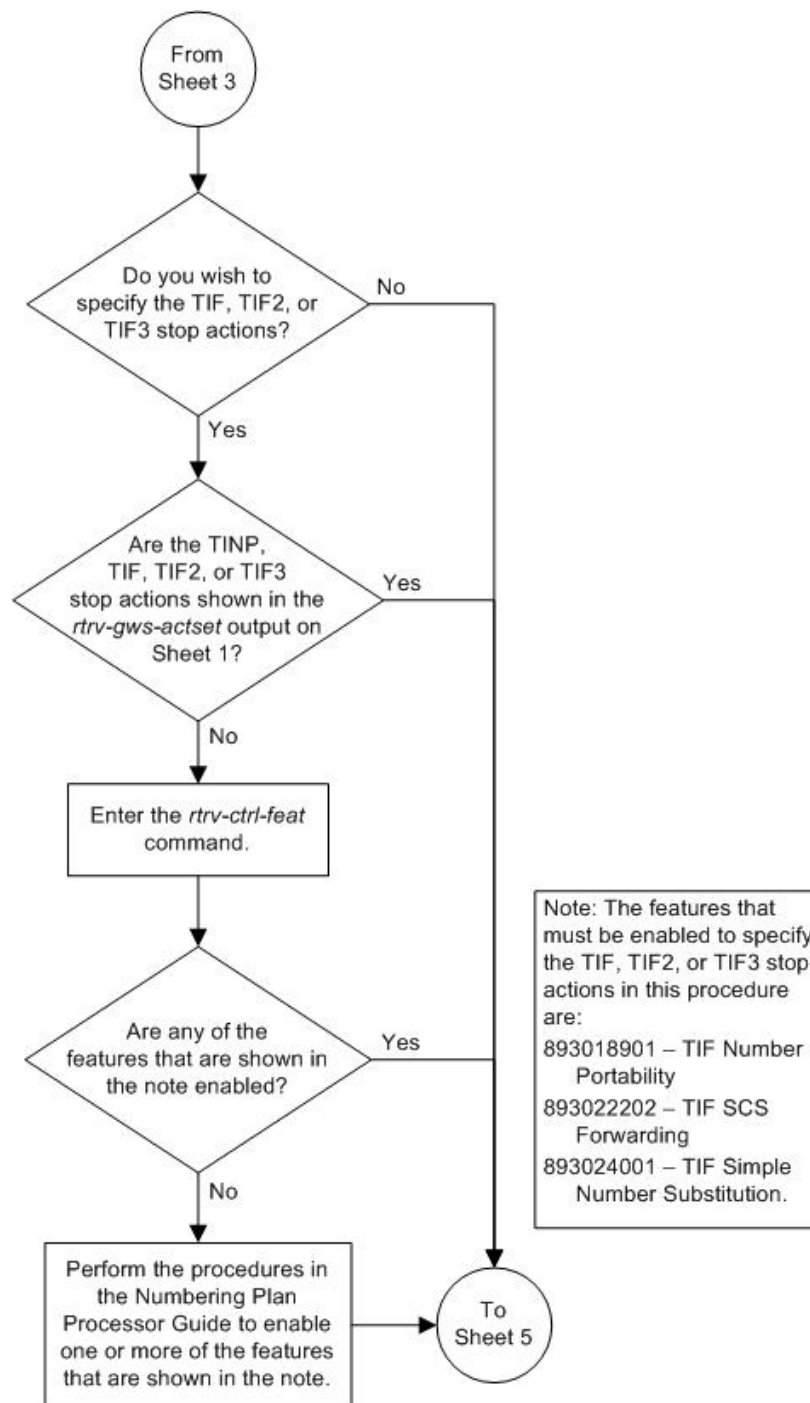 From
Sheet 3
Do you wish to
specify the TIF, TIF2, or
TIF3 stop actions?
No
Yes
Are the TINP,
TIF, TIF2, or TIF3
stop actions shown in the
rtrv-gws-actset output on
Sheet 1?
Yes
No
Enter the rtrv-ctrl-feat
command.
Note: The features that
must be enabled to specify
the TIF, TIF2, or TIF3 stop
actions in this procedure
are:
893018901 – TIF Number
Portability
893022202 – TIF SCS
Forwarding
893024001 – TIF Simple
Number Substitution.
Are any of the
features that are shown in
the note enabled?
Yes
No
Perform the procedures in
the Numbering Plan
Processor Guide to enable
one or more of the features
that are shown in the note.
To
Sheet 5